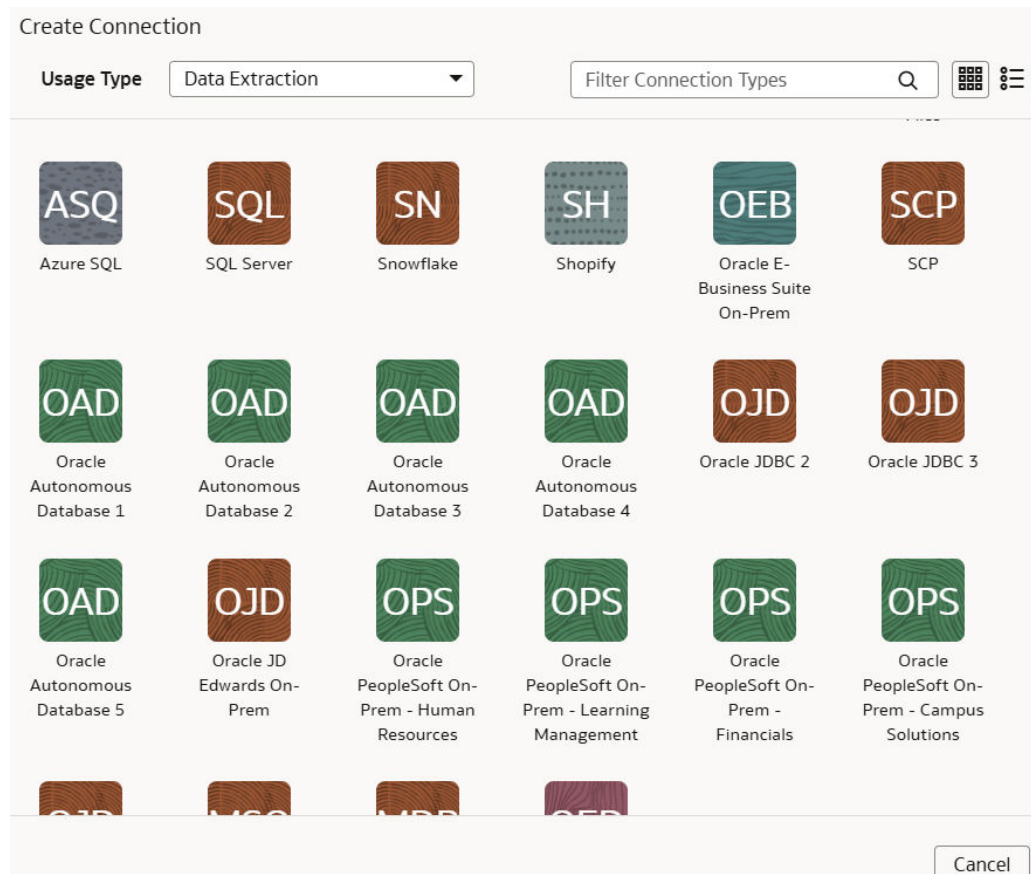 Create Connection
Usage Type
Data Extraction
Filter Connection Types
ASQ
SQL
SN
SH
OEB
SCP
Azure SQL
SQL Server
Snowflake
Shopify
Oracle E-
Business Suite
On-Prem
SCP
OAD
OAD
OAD
OAD
OJD
OJD
Oracle
Autonomous
Database 1
Oracle
Autonomous
Database 2
Oracle
Autonomous
Database 3
Oracle
Autonomous
Database 4
Oracle JDBC 2
Oracle JDBC 3
OAD
OJD
OPS
OPS
OPS
OPS
Oracle
Autonomous
Database 5
Oracle JD
Edwards On-
Prem
Oracle
PeopleSoft On-
Prem - Human
Resources
Oracle
PeopleSoft On-
Prem - Learning
Management
Oracle
PeopleSoft On-
Prem -
Financials
Oracle
PeopleSoft On-
Prem - Campus
Solutions
OJD
Cancel